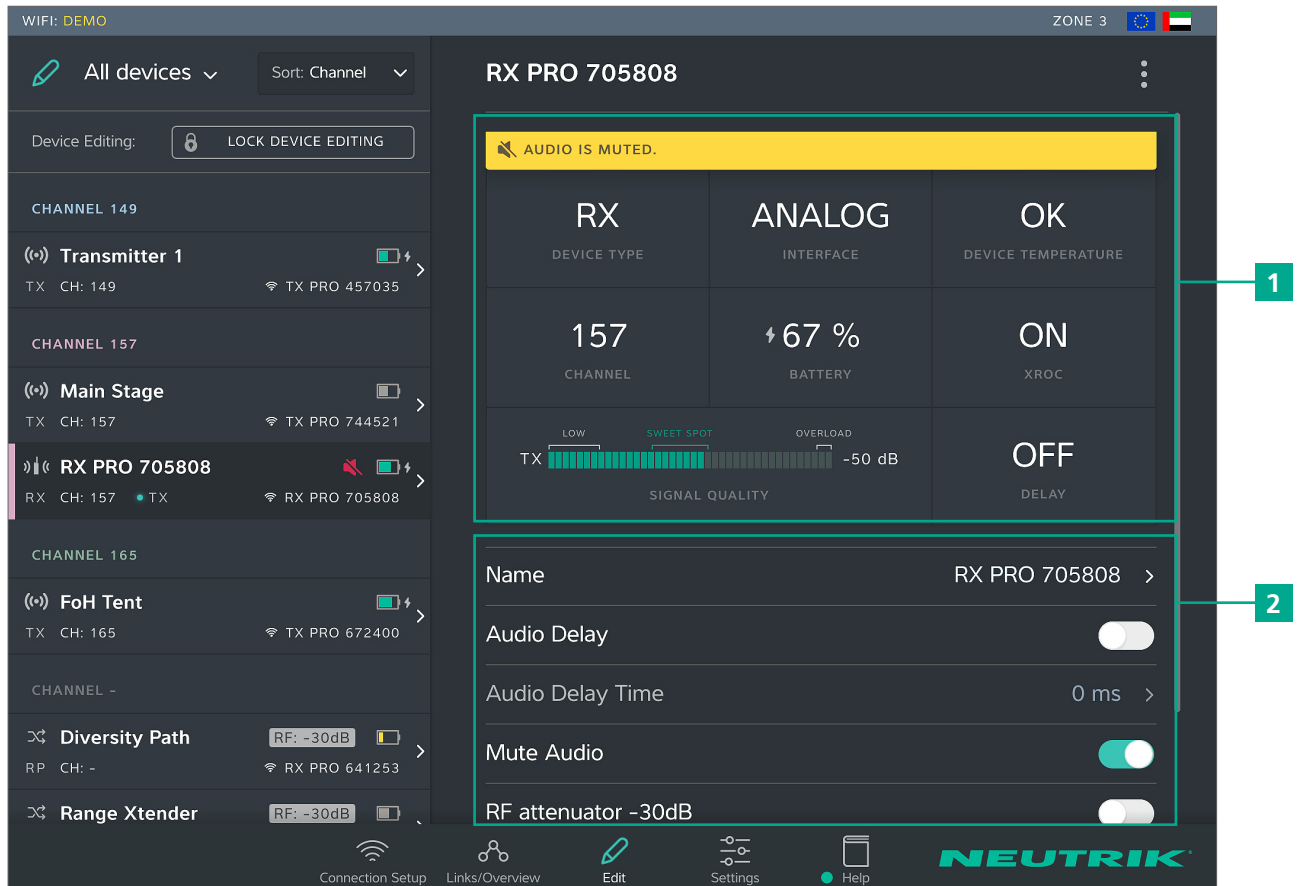 WIFI: DEMO
ZONE 3
All devices
Sort: Channel
Device Editing:
LOCK DEVICE EDITING
CHANNEL 149
Transmitter 1
TX CH: 149
TX PRO 457035
CHANNEL 157
Main Stage
TX CH: 157
TX PRO 744521
RX PRO 705808
RX CH: 157 TX
RX PRO 705808
CHANNEL 165
FoH Tent
TX CH: 165
TX PRO 672400
CHANNEL -
Diversity Path
RF: -30dB
RP CH: -
RX PRO 641253
Range Xtender
RF: -30dB
RX PRO 705808
AUDIO IS MUTED.
RX
DEVICE TYPE
ANALOG
INTERFACE
OK
DEVICE TEMPERATURE
157
CHANNEL
67 %
BATTERY
ON
XROC
LOW
SWEET SPOT
OVERLOAD
TX
-50 dB
SIGNAL QUALITY
OFF
DELAY
1
Name
RX PRO 705808
Audio Delay
Audio Delay Time
0 ms
Mute Audio
RF attenuator -30dB
2
Connection Setup
Links/Overview
Edit
Settings
Help
NEUTRIK